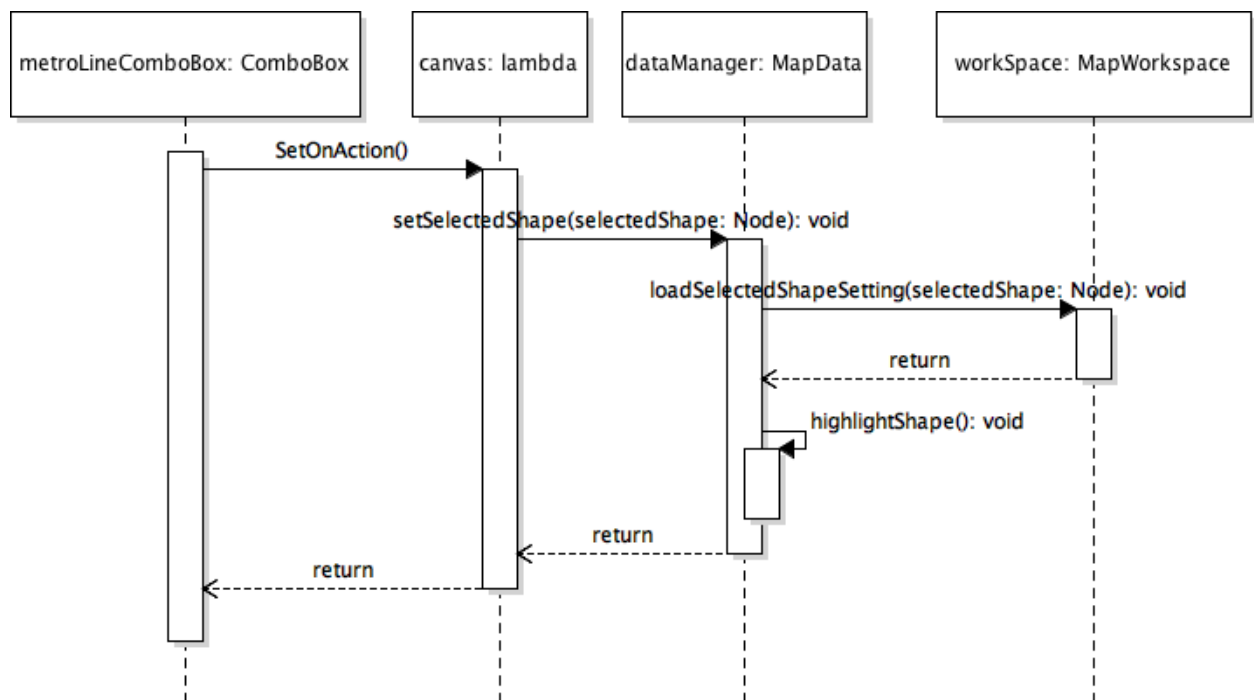 metroLineComboBox: ComboBox
canvas: lambda
dataManager: MapData
workSpace: MapWorkspace
SetOnAction()
setSelectedShape(selectedShape: Node): void
loadSelectedShapeSetting(selectedShape: Node): void
return
highlightShape(): void
return
return